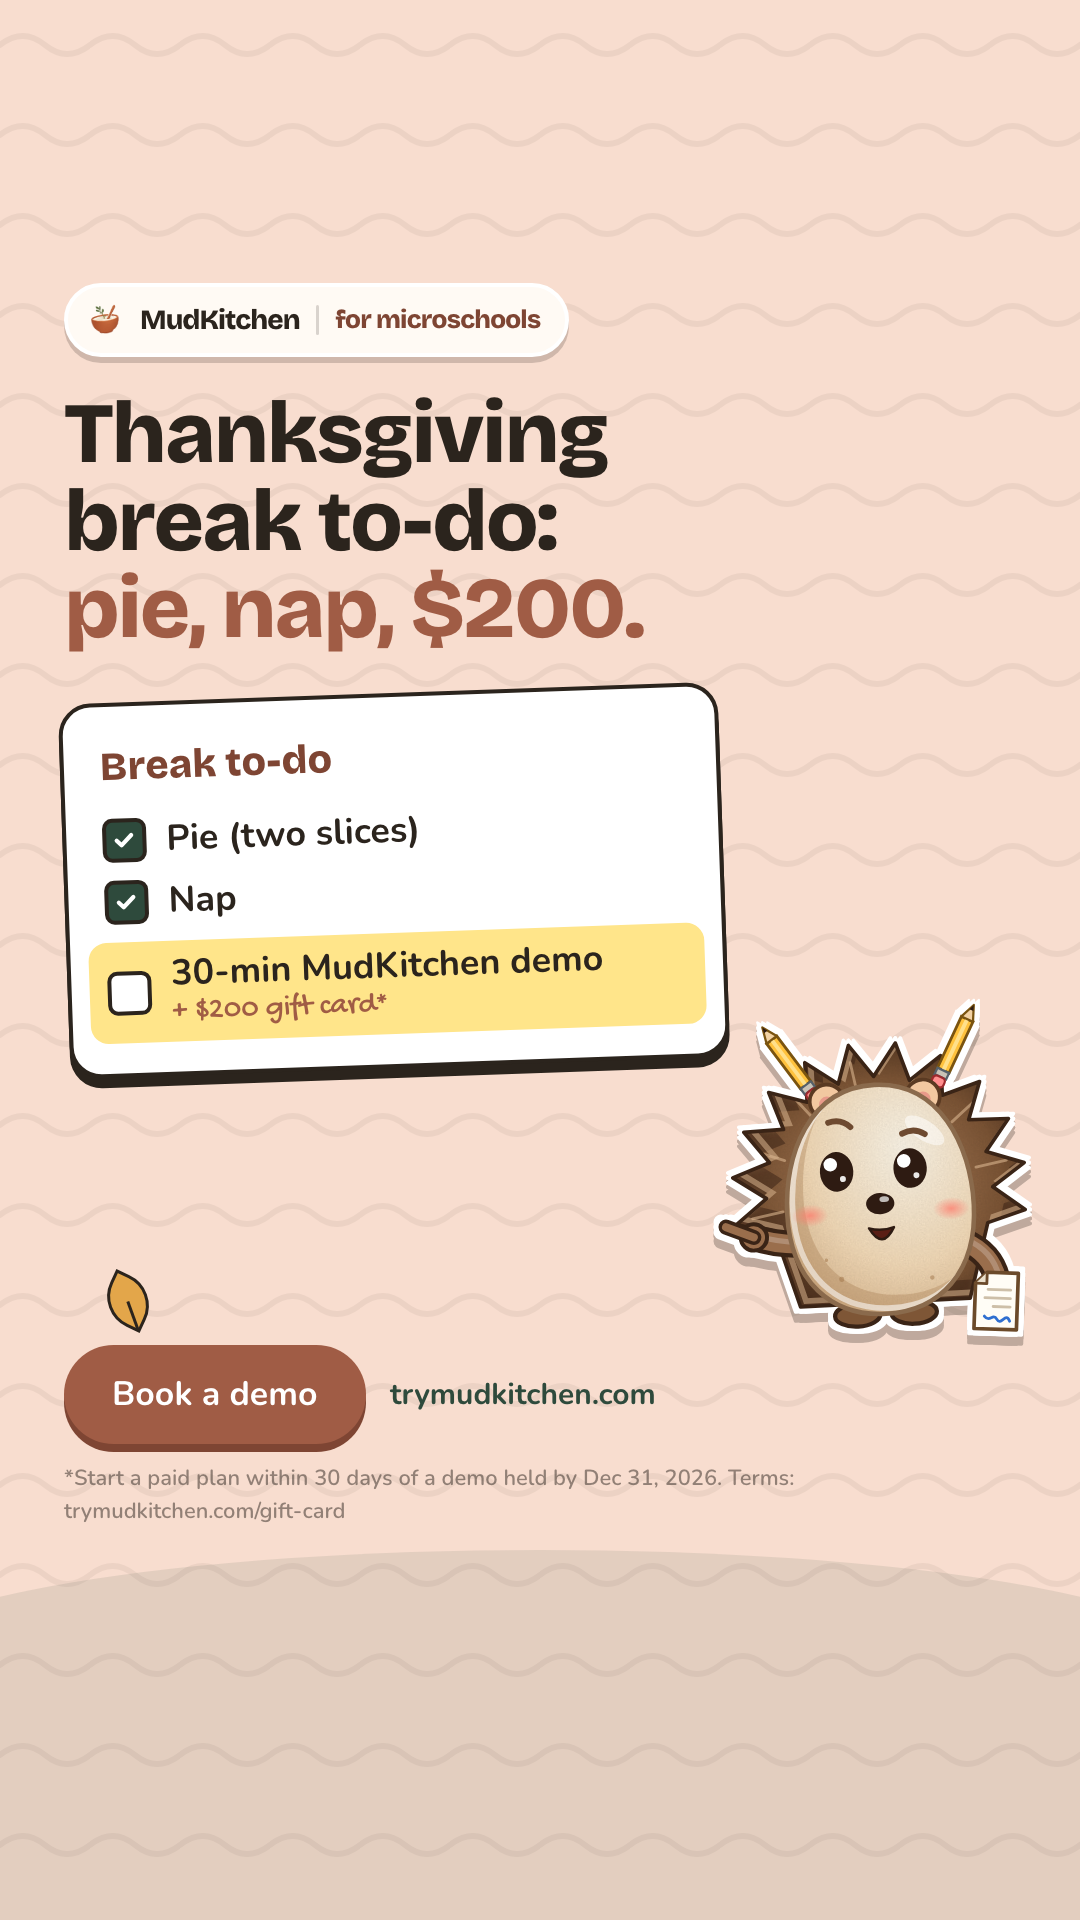 MudKitchen | for microschools
Thanksgiving
break to-do:
pie, nap, $200.
Break to-do
Pie (two slices)
Nap
30-min MudKitchen demo
+ $200 gift card*
Book a demo
trymudkitchen.com
*Start a paid plan within 30 days of a demo held by Dec 31, 2026. Terms:
trymudkitchen.com/gift-card